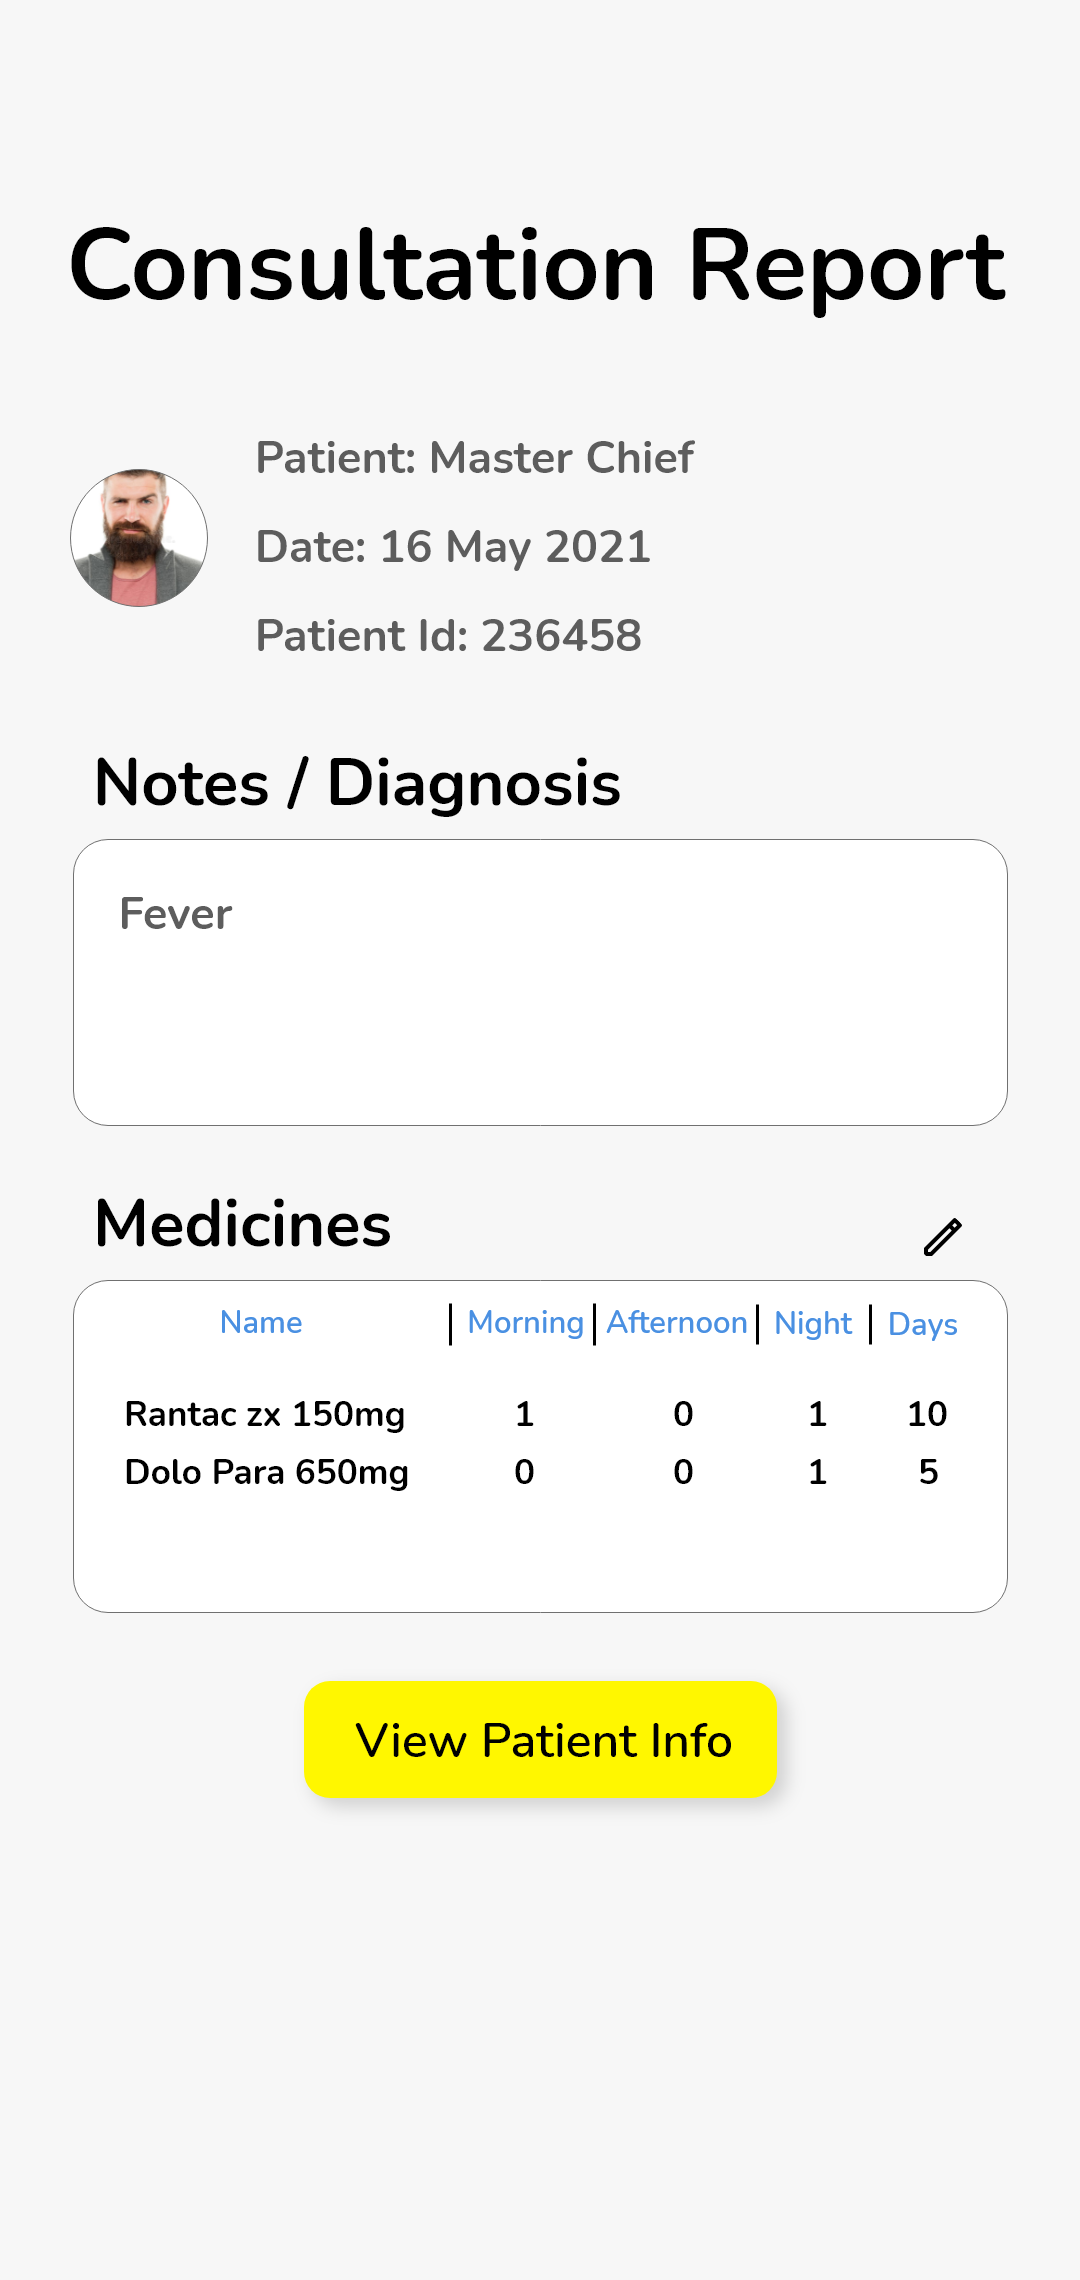 Consultation Report
Patient: Master Chief
Date: 16 May 2021
Patient Id: 236458
Notes / Diagnosis
Fever
Medicines
Name | Morning | Afternoon | Night | Days
Rantac zx 150mg 1 0 1 10
Dolo Para 650mg 0 0 1 5
View Patient Info